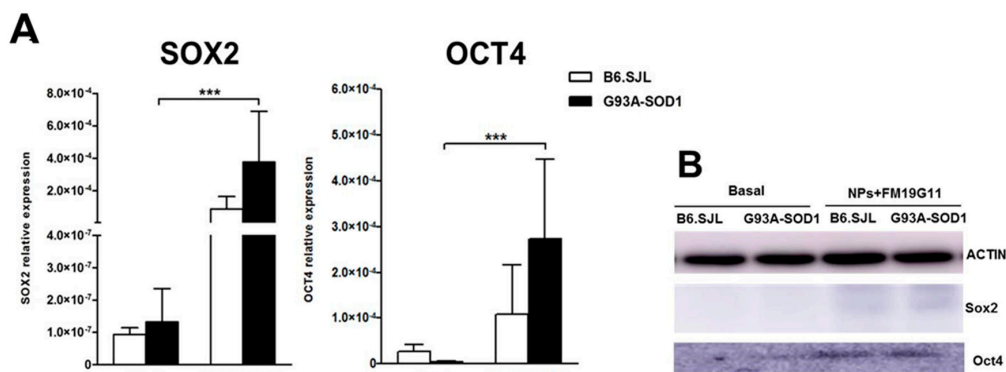 A
SOX2
OCT4
B6.SJL
G93A-SOD1
SOX2 relative expression
8.0×10⁻⁴
6.0×10⁻⁴
4.0×10⁻⁴
2.0×10⁻⁴
4.0×10⁻⁷
3.0×10⁻⁷
2.0×10⁻⁷
1.0×10⁻⁷
0
***
OCT4 relative expression
6.0×10⁻⁴
5.0×10⁻⁴
4.0×10⁻⁴
2.0×10⁻⁴
1.0×10⁻⁴
0
***
B
Basal NPs+FM19G11
B6.SJL G93A-SOD1 B6.SJL G93A-SOD1
ACTIN
Sox2
Oct4